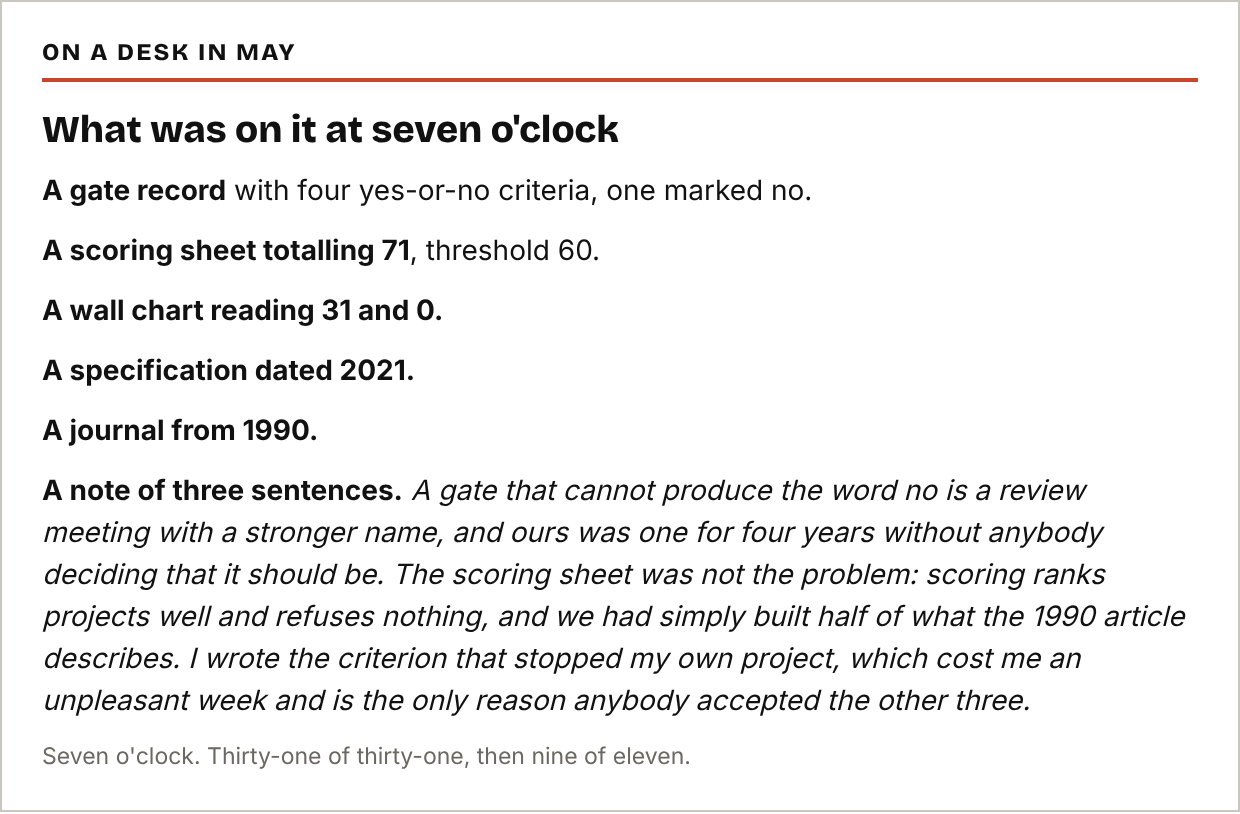 ON A DESK IN MAY
What was on it at seven o'clock
A gate record with four yes-or-no criteria, one marked no.
A scoring sheet totalling 71, threshold 60.
A wall chart reading 31 and 0.
A specification dated 2021.
A journal from 1990.
A note of three sentences. A gate that cannot produce the word no is a review
meeting with a stronger name, and ours was one for four years without anybody
deciding that it should be. The scoring sheet was not the problem: scoring ranks
projects well and refuses nothing, and we had simply built half of what the 1990 article
describes. I wrote the criterion that stopped my own project, which cost me an
unpleasant week and is the only reason anybody accepted the other three.
Seven o'clock. Thirty-one of thirty-one, then nine of eleven.